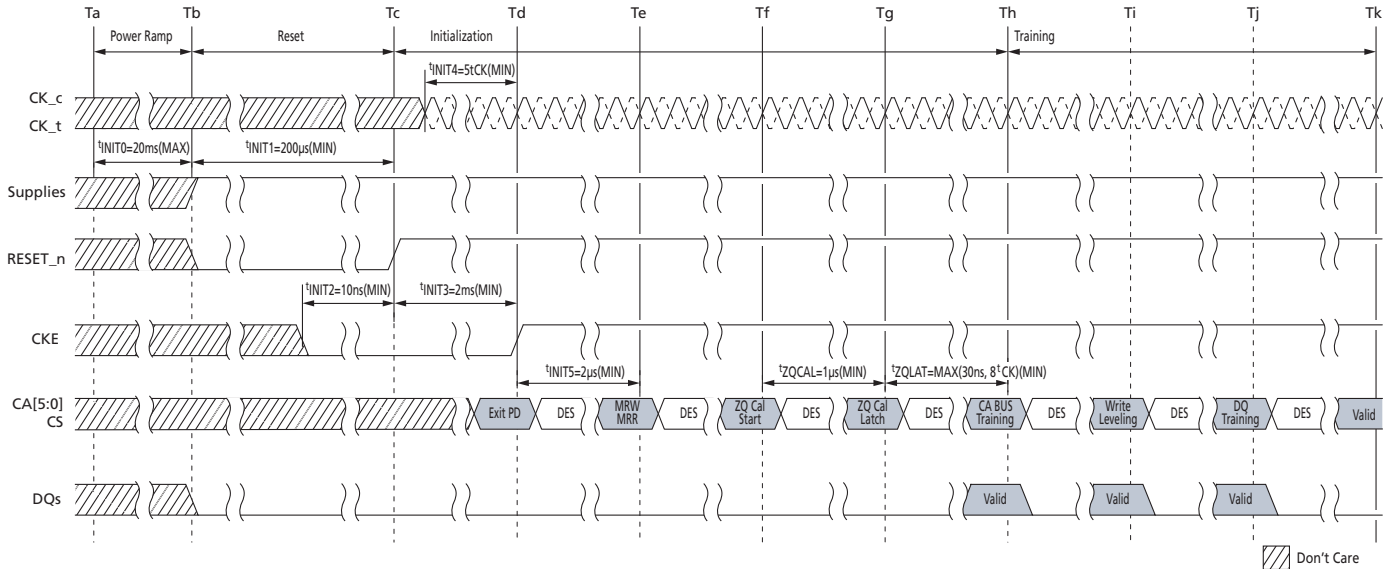 Ta Tb Tc Td Te Tf Tg Th Ti Tj Tk
Power Ramp Reset Initialization Training
tINIT4=5tCK(MIN)
CK_c
CK_t
tINIT0=20ms(MAX) tINIT1=200µs(MIN)
Supplies
RESET_n
tINIT2=10ns(MIN) tINIT3=2ms(MIN)
CKE
tINIT5=2µs(MIN) tZQCAL=1µs(MIN) tZQLAT=MAX(30ns, 8tCK)(MIN)
CA[5:0]
CS
Exit PD DES
MRW
MRR
DES
ZQ Cal
Start
DES
ZQ Cal
Latch
DES
CA BUS
Training
DES
Write
Leveling
DES
DQ
Training
DES Valid
DQs Valid Valid Valid
Don't Care